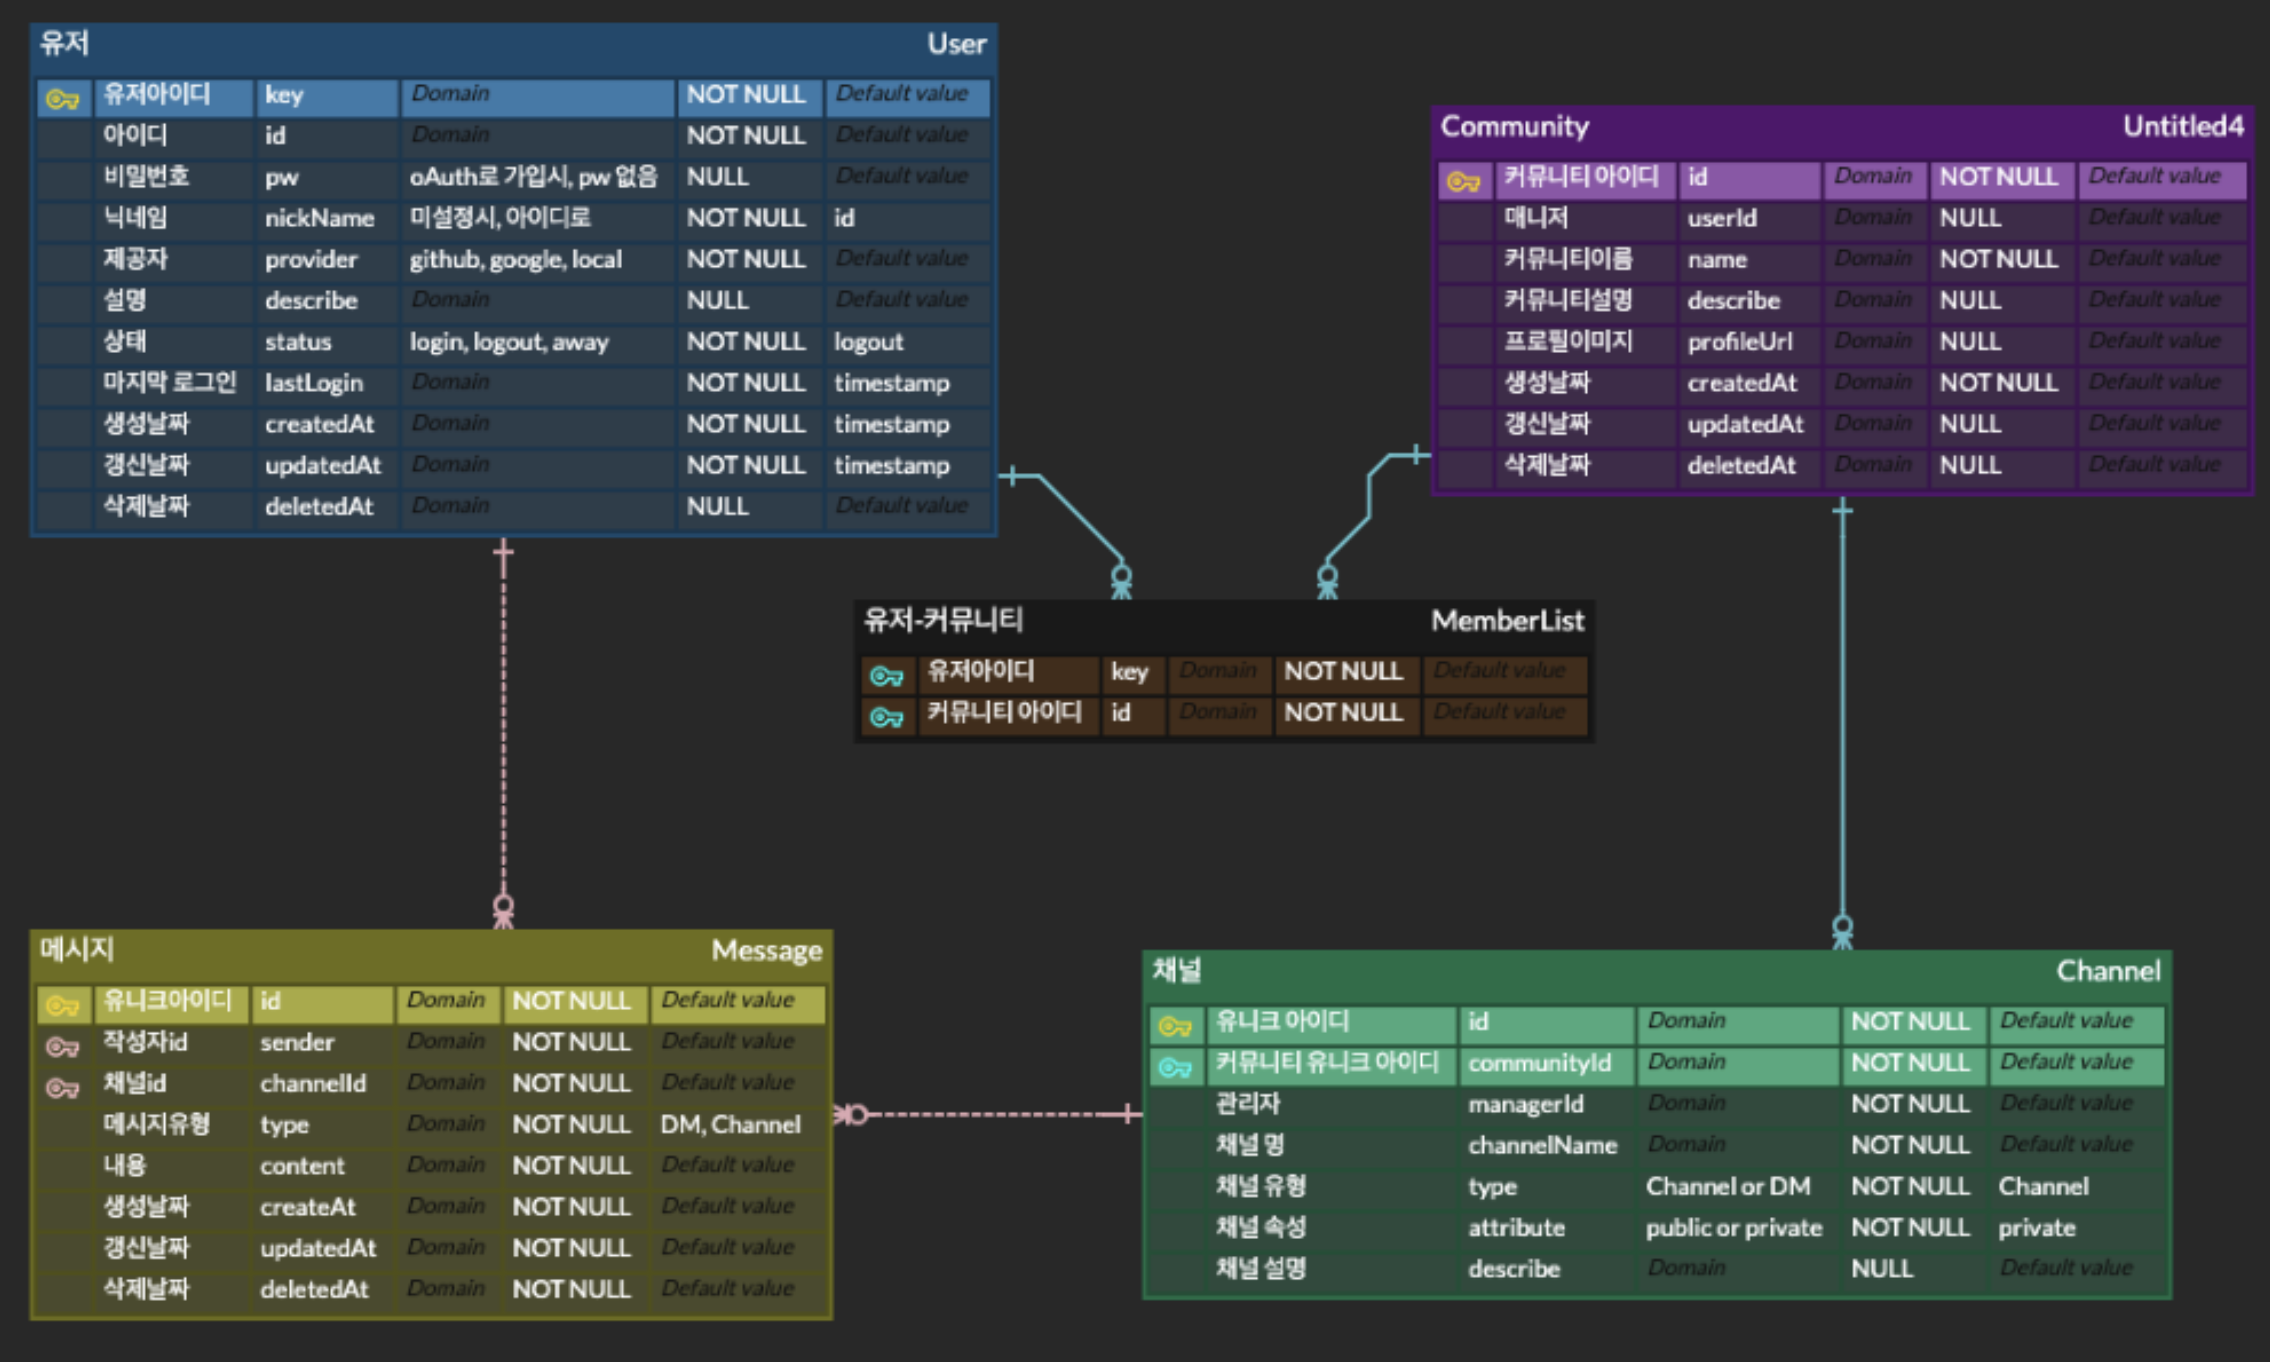 유저 User
유저아이디 key Domain NOT NULL Default value
아이디 id Domain NOT NULL Default value
비밀번호 pw oAuth로 가입시, pw 없음 NULL Default value
닉네임 nickName 미설정시, 아이디로 NOT NULL id
제공자 provider github, google, local NOT NULL Default value
설명 describe Domain NULL Default value
상태 status login, logout, away NOT NULL logout
마지막 로그인 lastLogin Domain NOT NULL timestamp
생성날짜 createdAt Domain NOT NULL timestamp
갱신날짜 updatedAt Domain NOT NULL timestamp
삭제날짜 deletedAt Domain NULL Default value
Community Untitled4
커뮤니티 아이디 id Domain NOT NULL Default value
매니저 userId Domain NULL Default value
커뮤니티이름 name Domain NOT NULL Default value
커뮤니티설명 describe Domain NULL Default value
프로필이미지 profileUrl Domain NULL Default value
생성날짜 createdAt Domain NOT NULL Default value
갱신날짜 updatedAt Domain NULL Default value
삭제날짜 deletedAt Domain NULL Default value
유저-커뮤니티 MemberList
유저아이디 key Domain NOT NULL Default value
커뮤니티 아이디 id Domain NOT NULL Default value
메시지 Message
유니크아이디 id Domain NOT NULL Default value
작성자id sender Domain NOT NULL Default value
채널id channelId Domain NOT NULL Default value
메시지유형 type Domain NOT NULL DM, Channel
내용 content Domain NOT NULL Default value
생성날짜 createAt Domain NOT NULL Default value
갱신날짜 updatedAt Domain NOT NULL Default value
삭제날짜 deletedAt Domain NOT NULL Default value
채널 Channel
유니크 아이디 id Domain NOT NULL Default value
커뮤니티 유니크 아이디 communityId Domain NOT NULL Default value
관리자 managerId Domain NOT NULL Default value
채널 명 channelName Domain NOT NULL Default value
채널 유형 type Channel or DM NOT NULL Channel
채널 속성 attribute public or private NOT NULL private
채널 설명 describe Domain NULL Default value